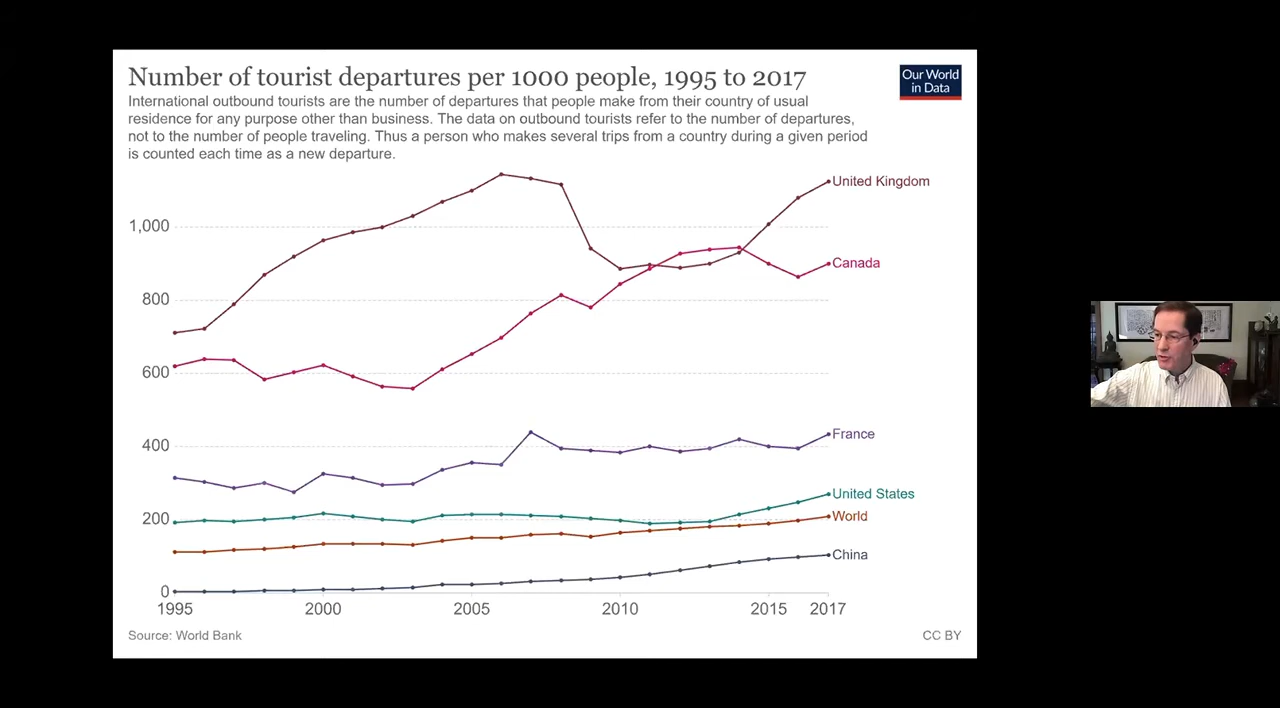 Number of tourist departures per 1000 people, 1995 to 2017
Our World
in Data
International outbound tourists are the number of departures that people make from their country of usual
residence for any purpose other than business. The data on outbound tourists refer to the number of departures,
not to the number of people traveling. Thus a person who makes several trips from a country during a given period
is counted each time as a new departure.
United Kingdom
1,000
Canada
800
600
400
France
United States
200
World
China
0
1995 2000 2005 2010 2015 2017
Source: World Bank
CC BY